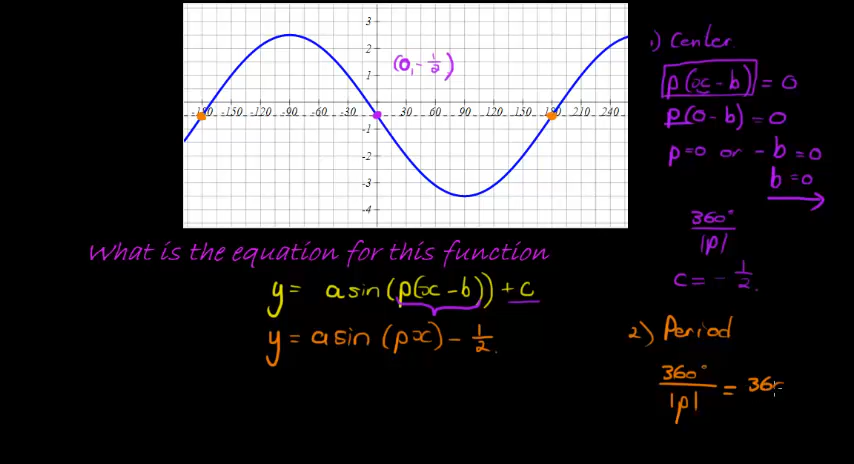 3
2
1
(0, -1/2)
-180 -150 -120 -90 -60 -30 30 60 90 120 150 180 210 240
-1
-2
-3
-4
What is the equation for this function
y = a sin (p(x - b)) + c
y = a sin (px) - 1/2.
1) Center.
p(x - b) = 0
p(0 - b) = 0
p=0 or - b = 0
b = 0
360°/|p|
c = - 1/2.
2) Period
360°/|p| = 36